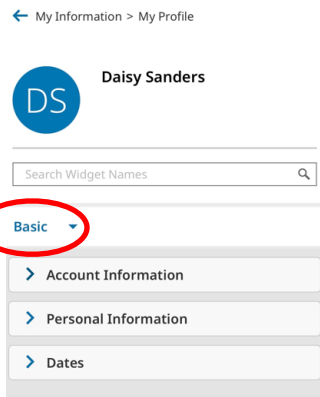 My Information > My Profile
Daisy Sanders
DS
Search Widget Names
Basic
Account Information
Personal Information
Dates